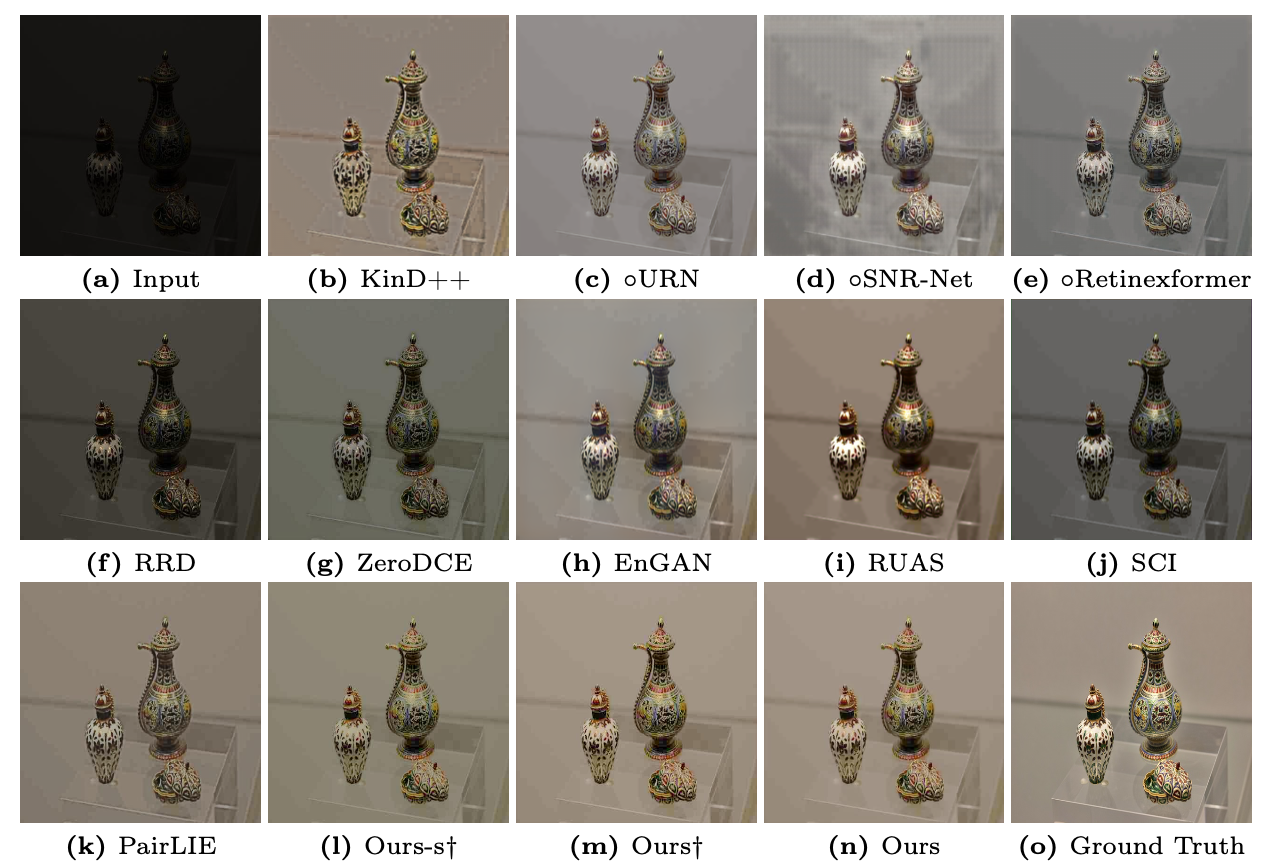 (a) Input (b) KinD++ (c) ∘URN (d) ∘SNR-Net (e) ∘Retinexformer
(f) RRD (g) ZeroDCE (h) EnGAN (i) RUAS (j) SCI
(k) PairLIE (l) Ours-s† (m) Ours† (n) Ours (o) Ground Truth